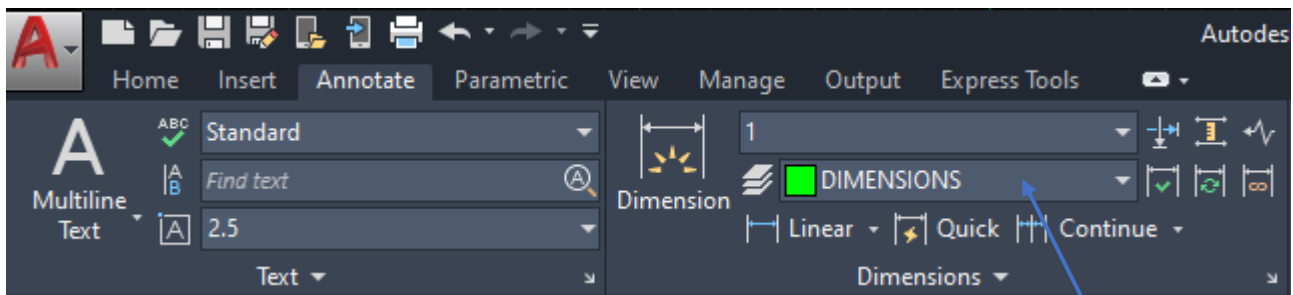 Autodes
Home Insert Annotate Parametric View Manage Output Express Tools
A ABC Standard 1
A B Find text A DIMENSIONS
Multiline Text Dimension
A 2.5 Linear Quick Continue
Text Dimensions